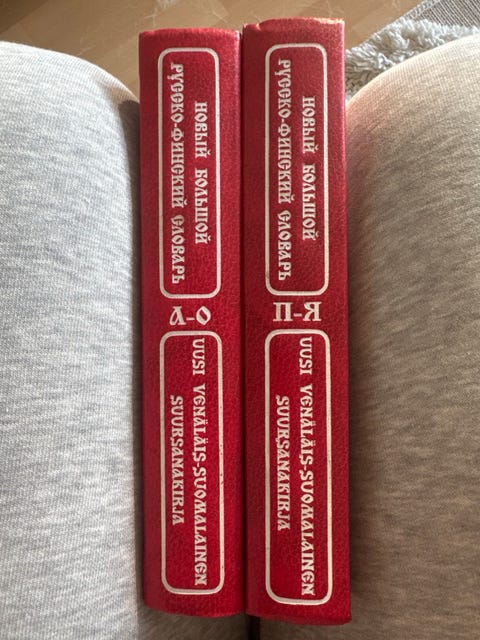 НОВЫЙ БОЛЬШОЙ
РУССКО-ФИНСКИЙ СЛОВАРЬ
А-О
UUSI VENÄLÄIS-SUOMALAINEN
SUURSANAKIRJA
НОВЫЙ БОЛЬШОЙ
РУССКО-ФИНСКИЙ СЛОВАРЬ
П-Я
UUSI VENÄLÄIS-SUOMALAINEN
SUURSANAKIRJA